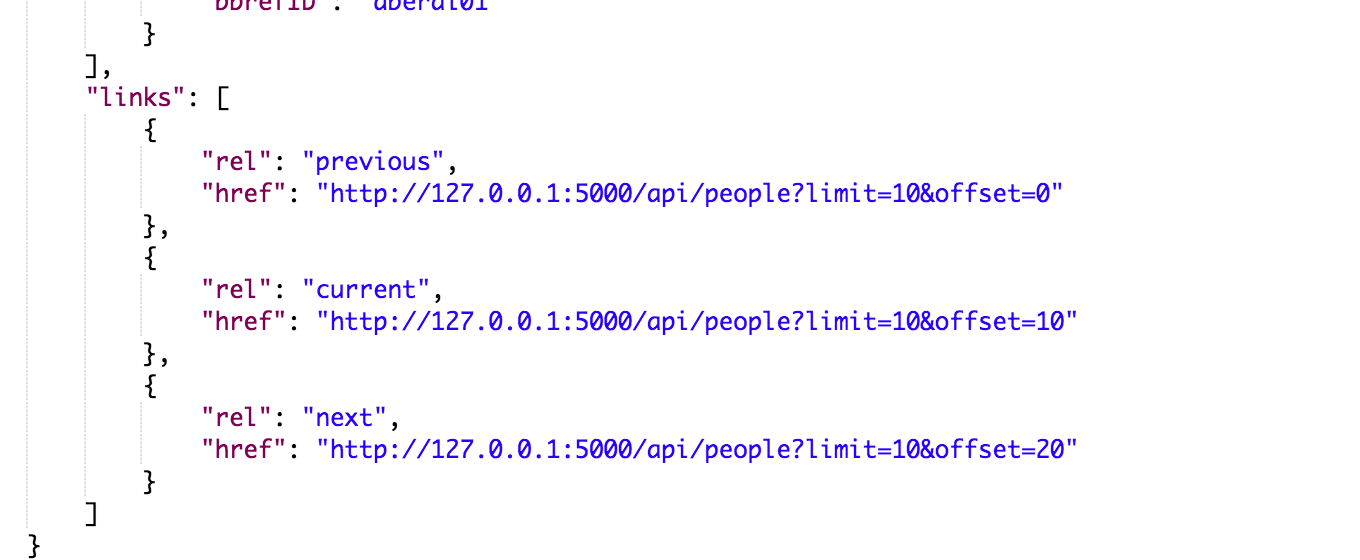 "bbrefID": "aberal01"
}
],
"links": [
{
"rel": "previous",
"href": "http://127.0.0.1:5000/api/people?limit=10&offset=0"
},
{
"rel": "current",
"href": "http://127.0.0.1:5000/api/people?limit=10&offset=10"
},
{
"rel": "next",
"href": "http://127.0.0.1:5000/api/people?limit=10&offset=20"
}
]
}